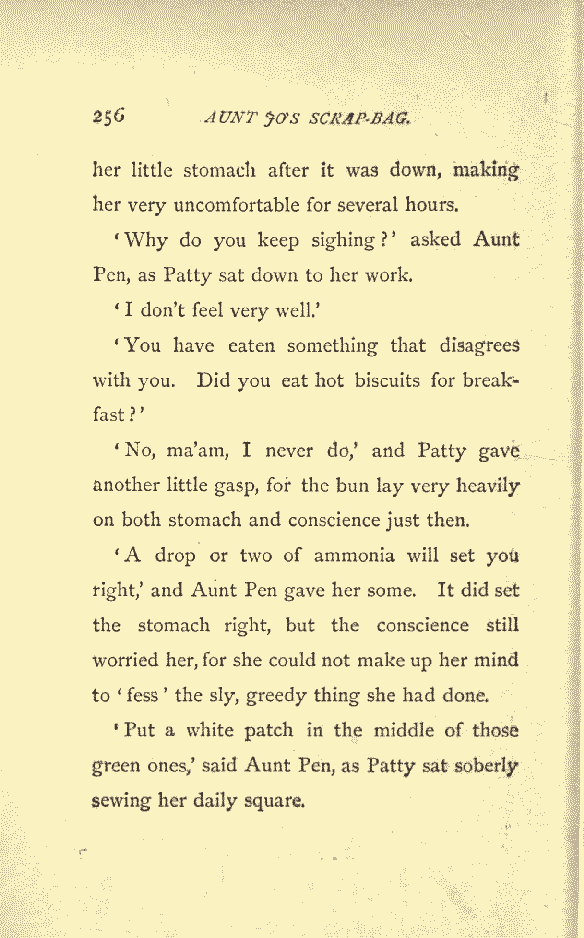 256 AUNT JO'S SCRAP-BAG.
her little stomach after it was down, making
her very uncomfortable for several hours.
'Why do you keep sighing?' asked Aunt
Pen, as Patty sat down to her work.
'I don't feel very well.'
'You have eaten something that disagrees
with you. Did you eat hot biscuits for break-
fast?'
'No, ma'am, I never do,' and Patty gave
another little gasp, for the bun lay very heavily
on both stomach and conscience just then.
'A drop or two of ammonia will set you
right,' and Aunt Pen gave her some. It did set
the stomach right, but the conscience still
worried her, for she could not make up her mind
to 'fess' the sly, greedy thing she had done.
'Put a white patch in the middle of those
green ones,' said Aunt Pen, as Patty sat soberly
sewing her daily square.